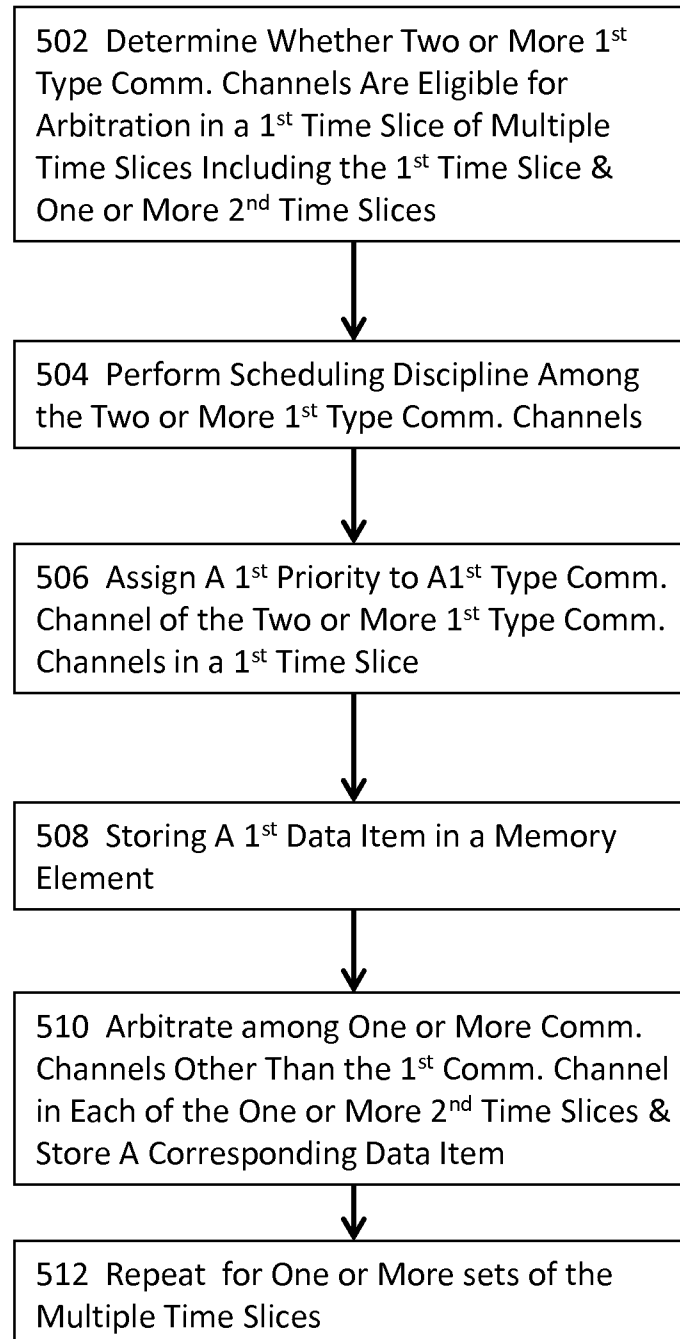 502 Determine Whether Two or More 1st
Type Comm. Channels Are Eligible for
Arbitration in a 1st Time Slice of Multiple
Time Slices Including the 1st Time Slice &
One or More 2nd Time Slices
504 Perform Scheduling Discipline Among
the Two or More 1st Type Comm. Channels
506 Assign A 1st Priority to A1st Type Comm.
Channel of the Two or More 1st Type Comm.
Channels in a 1st Time Slice
508 Storing A 1st Data Item in a Memory
Element
510 Arbitrate among One or More Comm.
Channels Other Than the 1st Comm. Channel
in Each of the One or More 2nd Time Slices &
Store A Corresponding Data Item
512 Repeat for One or More sets of the
Multiple Time Slices